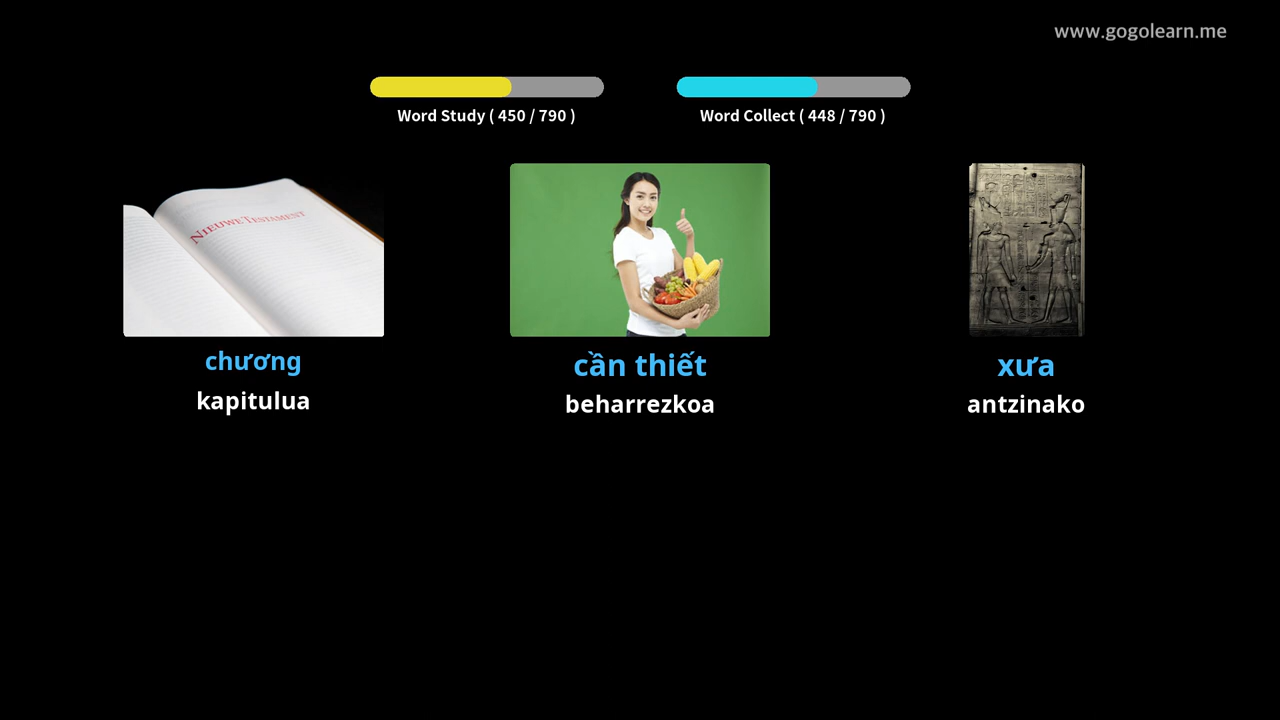 www.gogolearn.me
Word Study ( 450 / 790 )
Word Collect ( 448 / 790 )
NIEUWE TESTAMENT
chương
kapitulua
cần thiết
beharrezkoa
xưa
antzinako